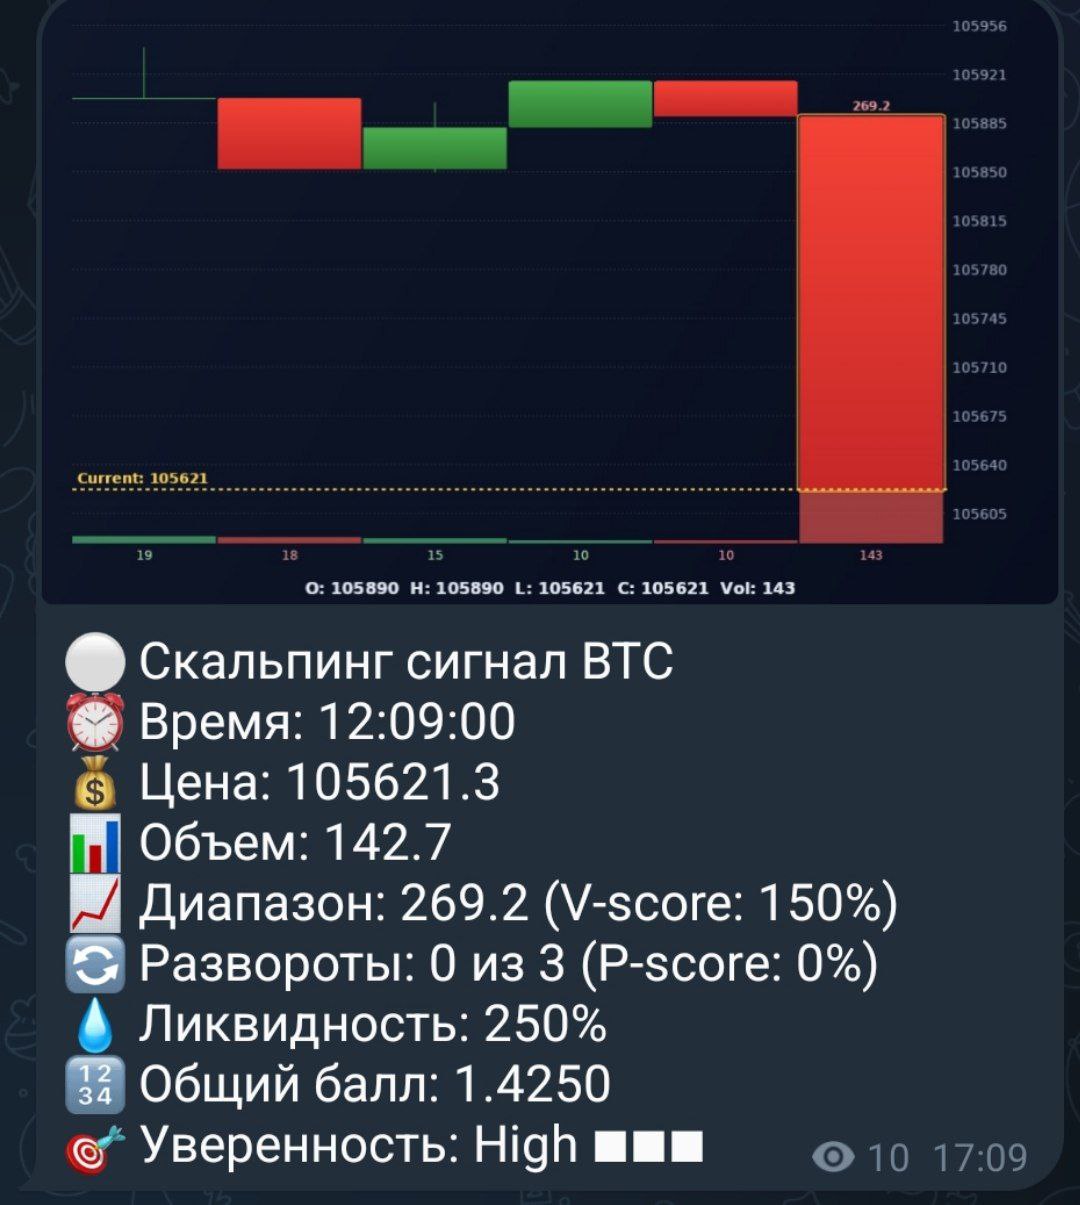 105956
105921
269.2
105885
105850
105815
105780
105745
105710
105675
105640
Current: 105621
105605
19 18 15 10 10 143
O: 105890 H: 105890 L: 105621 C: 105621 Vol: 143
Скальпинг сигнал BTC
Время: 12:09:00
Цена: 105621.3
Объем: 142.7
Диапазон: 269.2 (V-score: 150%)
Развороты: 0 из 3 (P-score: 0%)
Ликвидность: 250%
Общий балл: 1.4250
Уверенность: High ■■■
10 17:09